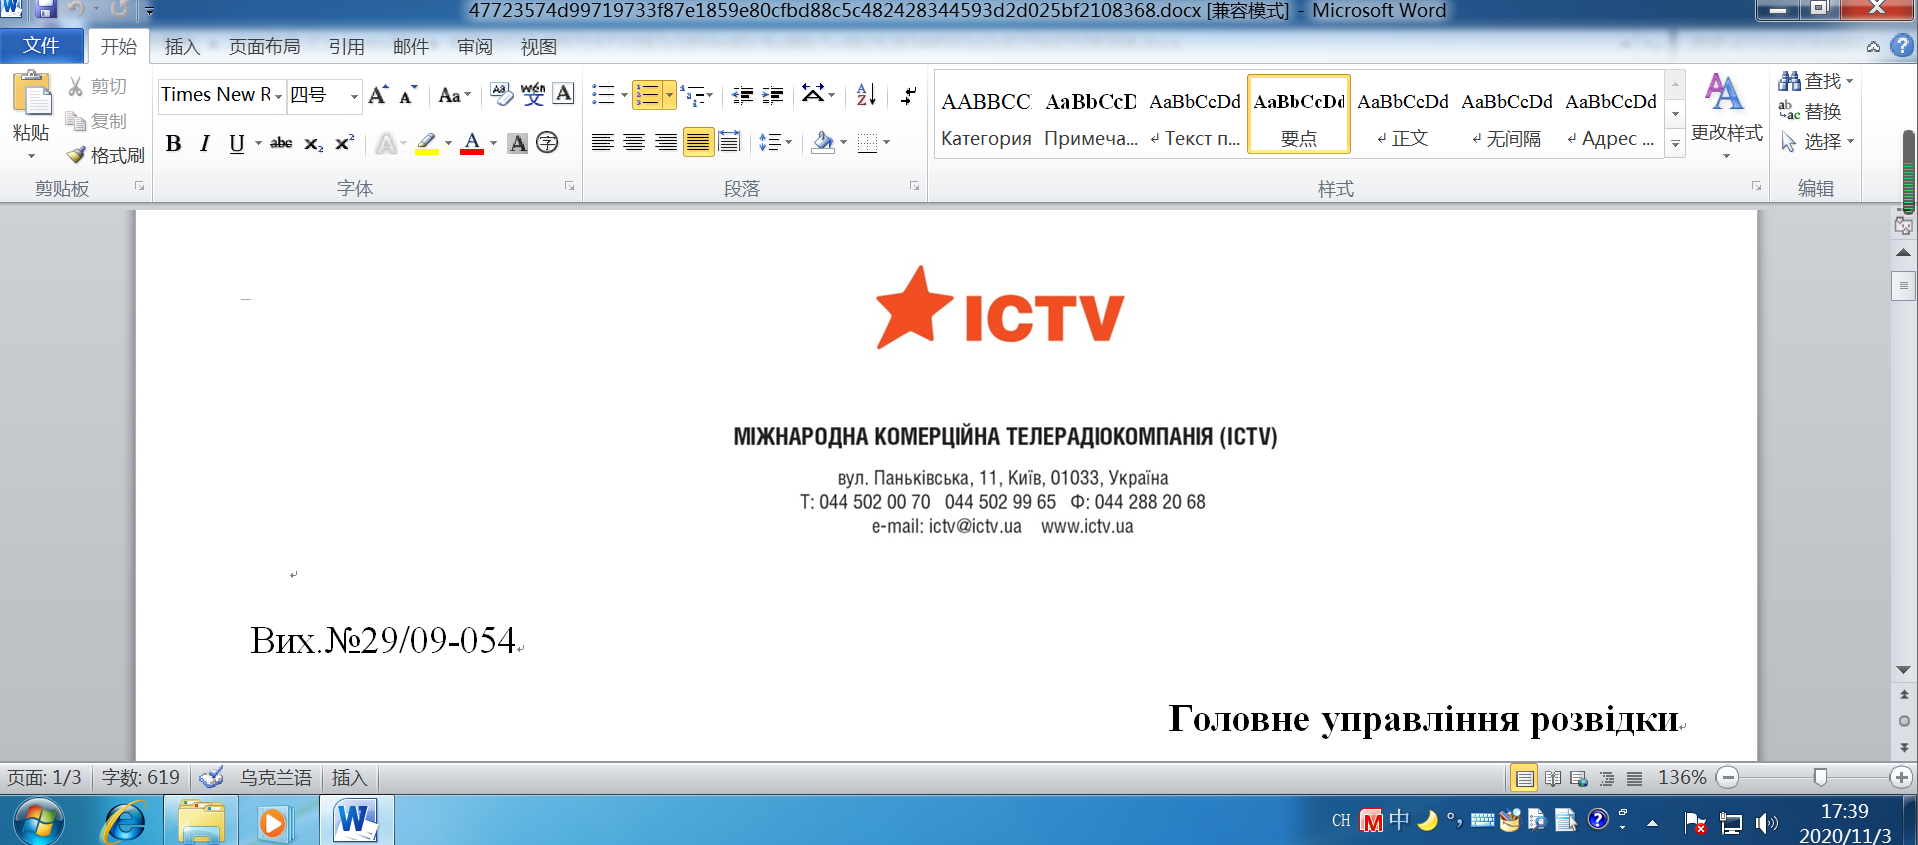 47723574d99719733f87e1859e80cfbd88c5c482428344593d2d025bf2108368.docx [兼容模式] - Microsoft Word
文件 开始 插入 页面布局 引用 邮件 审阅 视图
粘贴 剪切 复制 格式刷
剪贴板
Times New R 四号
字体
段落
AABBCC AaBbCcD AaBbCcDd AaBbCcDd AaBbCcDd AaBbCcDd AaBbCcDd
Категория Примеча... Текст п... 要点 正文 无间隔 Адрес ...
更改样式
样式
查找
替换
选择
编辑
ICTV
МІЖНАРОДНА КОМЕРЦІЙНА ТЕЛЕРАДІОКОМПАНІЯ (ICTV)
вул. Паньківська, 11, Київ, 01033, Україна
Т: 044 502 00 70 044 502 99 65 Ф: 044 288 20 68
e-mail: ictv@ictv.ua www.ictv.ua
Вих.№29/09-054
Головне управління розвідки
页面: 1/3 字数: 619 乌克兰语 插入 136%
CH 中 17:39
2020/11/3